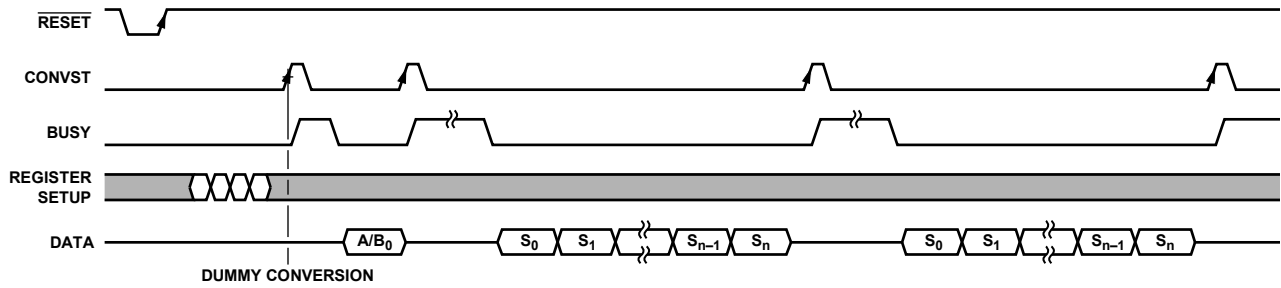 RESET
CONVST
BUSY
REGISTER
SETUP
DATA A/B₀ S₀ S₁ Sₙ₋₁ Sₙ S₀ S₁ Sₙ₋₁ Sₙ
DUMMY CONVERSION